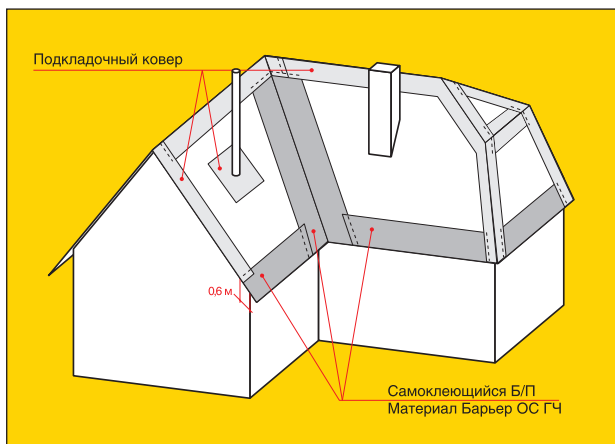 Подкладочный ковер
0,6 м
Самоклеющийся Б/П
Материал Барьер ОС ГЧ